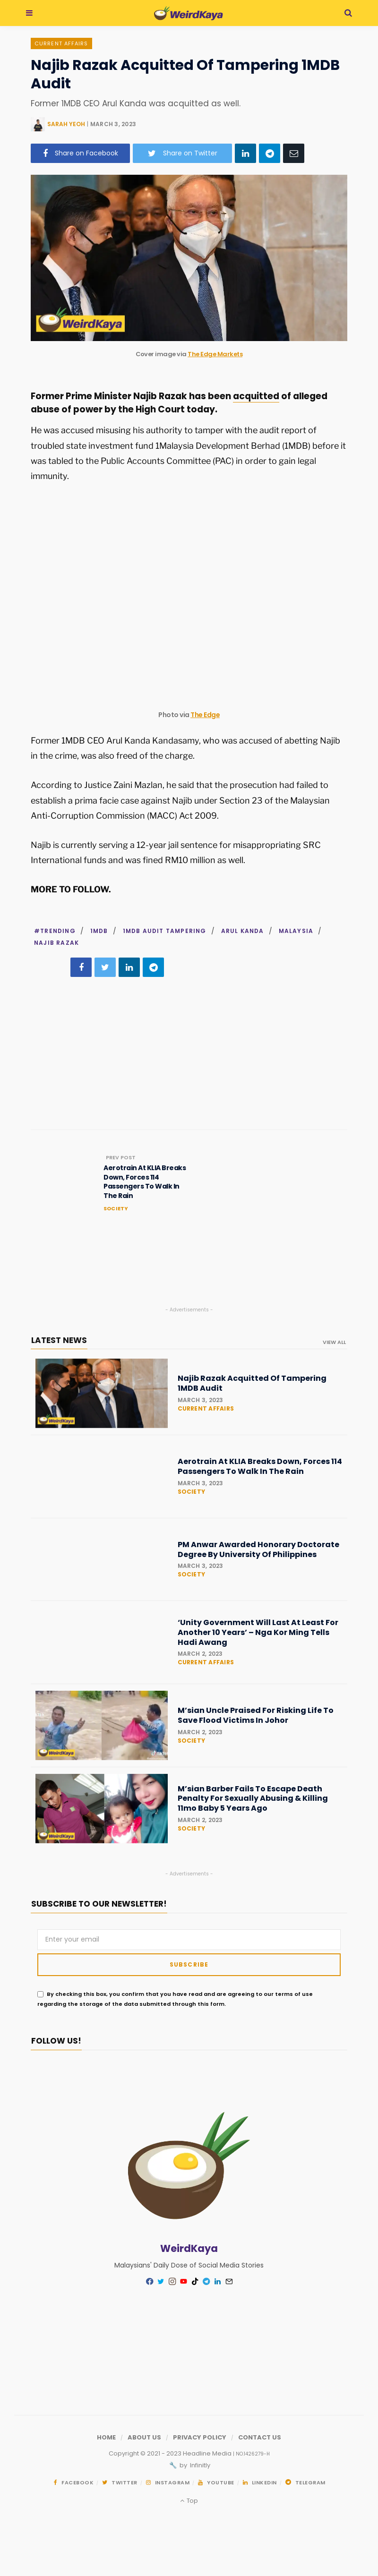 WeirdKaya
CURRENT AFFAIRS
Najib Razak Acquitted Of Tampering 1MDB
Audit
Former 1MDB CEO Arul Kanda was acquitted as well.
SARAH YEOH | MARCH 3, 2023
Share on Facebook
Share on Twitter
WeirdKaya
Cover image via The Edge Markets
Former Prime Minister Najib Razak has been acquitted of alleged
abuse of power by the High Court today.
He was accused misusing his authority to tamper with the audit report of
troubled state investment fund 1Malaysia Development Berhad (1MDB) before it
was tabled to the Public Accounts Committee (PAC) in order to gain legal
immunity.
Photo via The Edge
Former 1MDB CEO Arul Kanda Kandasamy, who was accused of abetting Najib
in the crime, was also freed of the charge.
According to Justice Zaini Mazlan, he said that the prosecution had failed to
establish a prima facie case against Najib under Section 23 of the Malaysian
Anti-Corruption Commission (MACC) Act 2009.
Najib is currently serving a 12-year jail sentence for misappropriating SRC
International funds and was fined RM10 million as well.
MORE TO FOLLOW.
#TRENDING / 1MDB / 1MDB AUDIT TAMPERING / ARUL KANDA / MALAYSIA /
NAJIB RAZAK
PREV POST
Aerotrain At KLIA Breaks
Down, Forces 114
Passengers To Walk In
The Rain
SOCIETY
- Advertisements -
LATEST NEWS
VIEW ALL
WeirdKaya
Najib Razak Acquitted Of Tampering
1MDB Audit
MARCH 3, 2023
CURRENT AFFAIRS
Aerotrain At KLIA Breaks Down, Forces 114
Passengers To Walk In The Rain
MARCH 3, 2023
SOCIETY
PM Anwar Awarded Honorary Doctorate
Degree By University Of Philippines
MARCH 3, 2023
SOCIETY
‘Unity Government Will Last At Least For
Another 10 Years’ – Nga Kor Ming Tells
Hadi Awang
MARCH 2, 2023
CURRENT AFFAIRS
WeirdKaya
M’sian Uncle Praised For Risking Life To
Save Flood Victims In Johor
MARCH 2, 2023
SOCIETY
WeirdKaya
M’sian Barber Fails To Escape Death
Penalty For Sexually Abusing & Killing
11mo Baby 5 Years Ago
MARCH 2, 2023
SOCIETY
- Advertisements -
SUBSCRIBE TO OUR NEWSLETTER!
Enter your email
SUBSCRIBE
By checking this box, you confirm that you have read and are agreeing to our terms of use
regarding the storage of the data submitted through this form.
FOLLOW US!
WeirdKaya
Malaysians' Daily Dose of Social Media Stories
HOME / ABOUT US / PRIVACY POLICY / CONTACT US
Copyright © 2021 - 2023 Headline Media | NO1426279-H
by Infinitly
FACEBOOK TWITTER INSTAGRAM YOUTUBE LINKEDIN TELEGRAM
Top